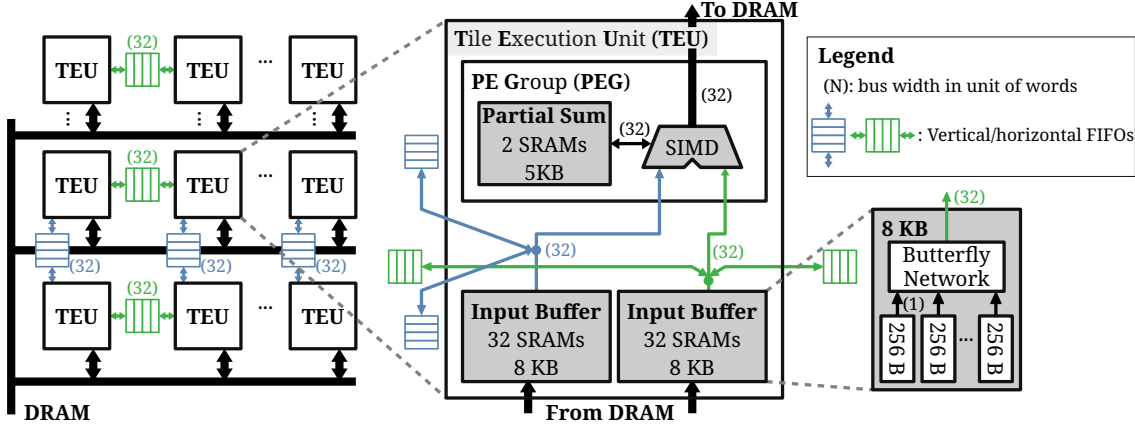 (32)
TEU
TEU
...
TEU
...
...
...
(32)
TEU
TEU
...
TEU
(32)
(32)
(32)
(32)
TEU
TEU
...
TEU
DRAM
To DRAM
Tile Execution Unit (TEU)
PE Group (PEG)
(32)
Partial Sum
2 SRAMs
5KB
(32)
SIMD
(32)
(32)
Input Buffer
32 SRAMs
8 KB
Input Buffer
32 SRAMs
8 KB
From DRAM
Legend
(N): bus width in unit of words
: Vertical/horizontal FIFOs
(32)
8 KB
Butterfly
Network
(1)
256 B
256 B
...
256 B